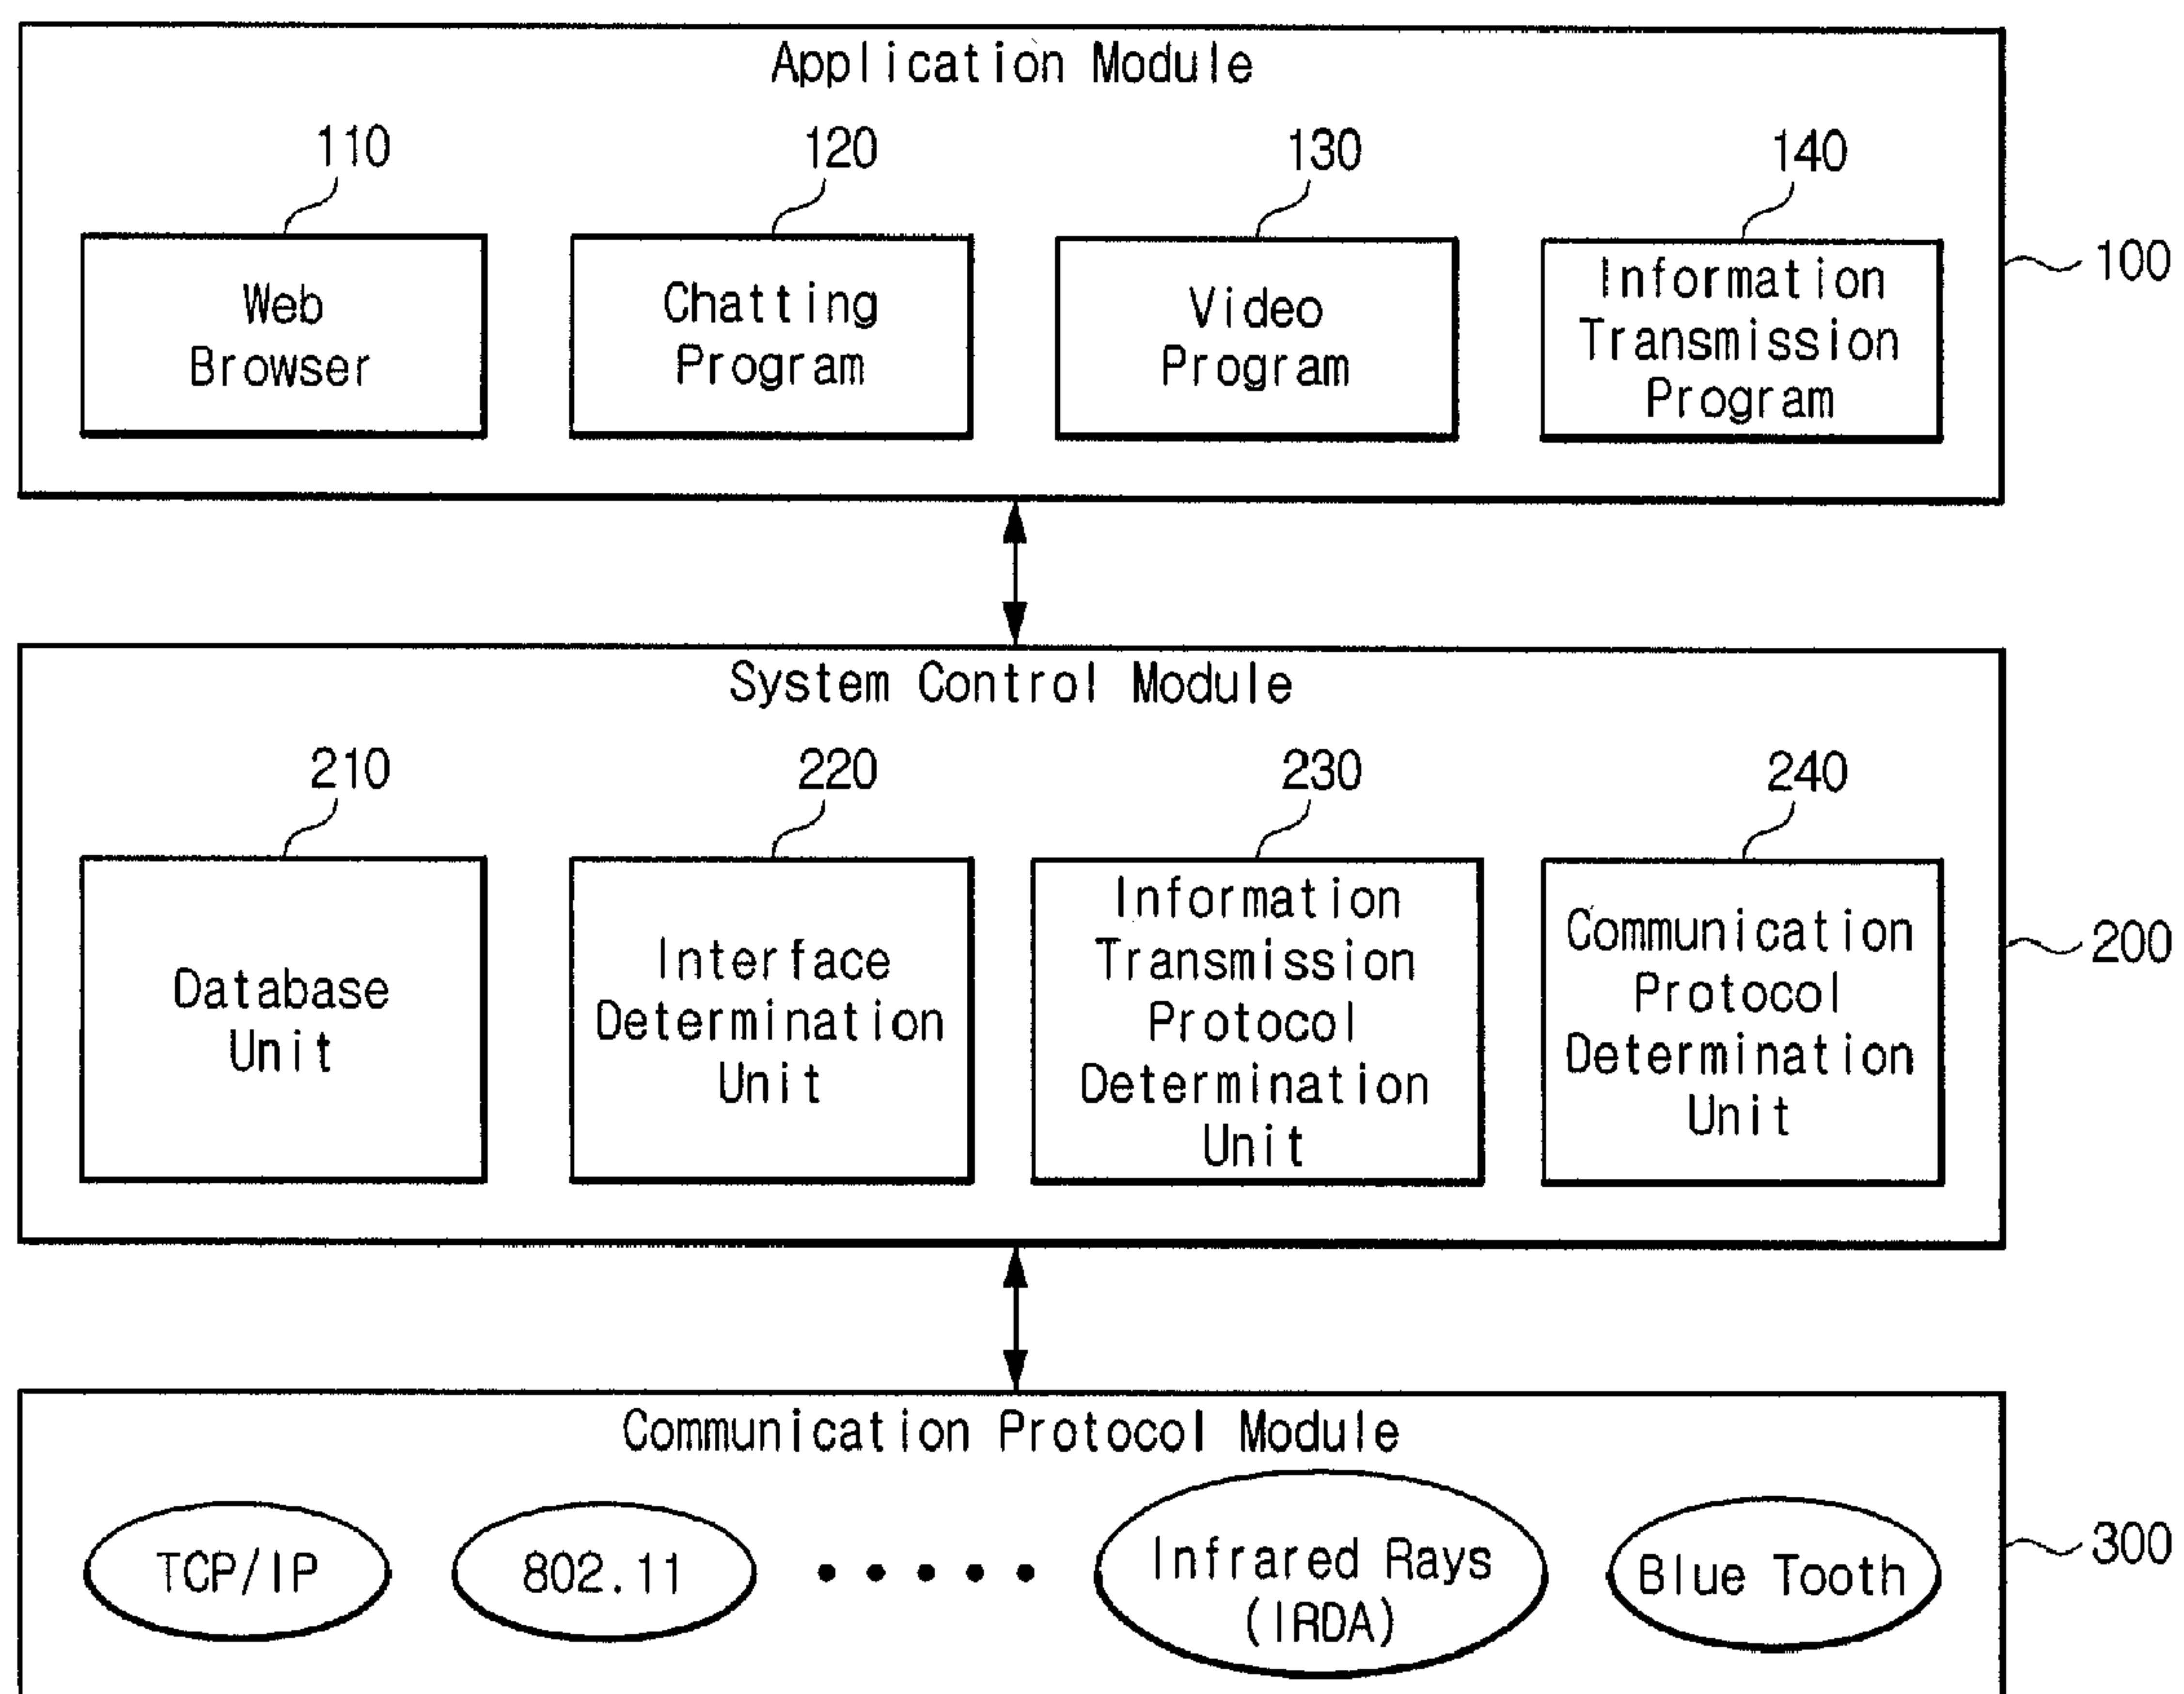 Application Module
110
120
130
140
Web
Browser
Chatting
Program
Video
Program
Information
Transmission
Program
100
System Control Module
210
220
230
240
Database
Unit
Interface
Determination
Unit
Information
Transmission
Protocol
Determination
Unit
Communication
Protocol
Determination
Unit
200
Communication Protocol Module
TCP/IP
802.11
Infrared Rays
(IRDA)
Blue Tooth
300